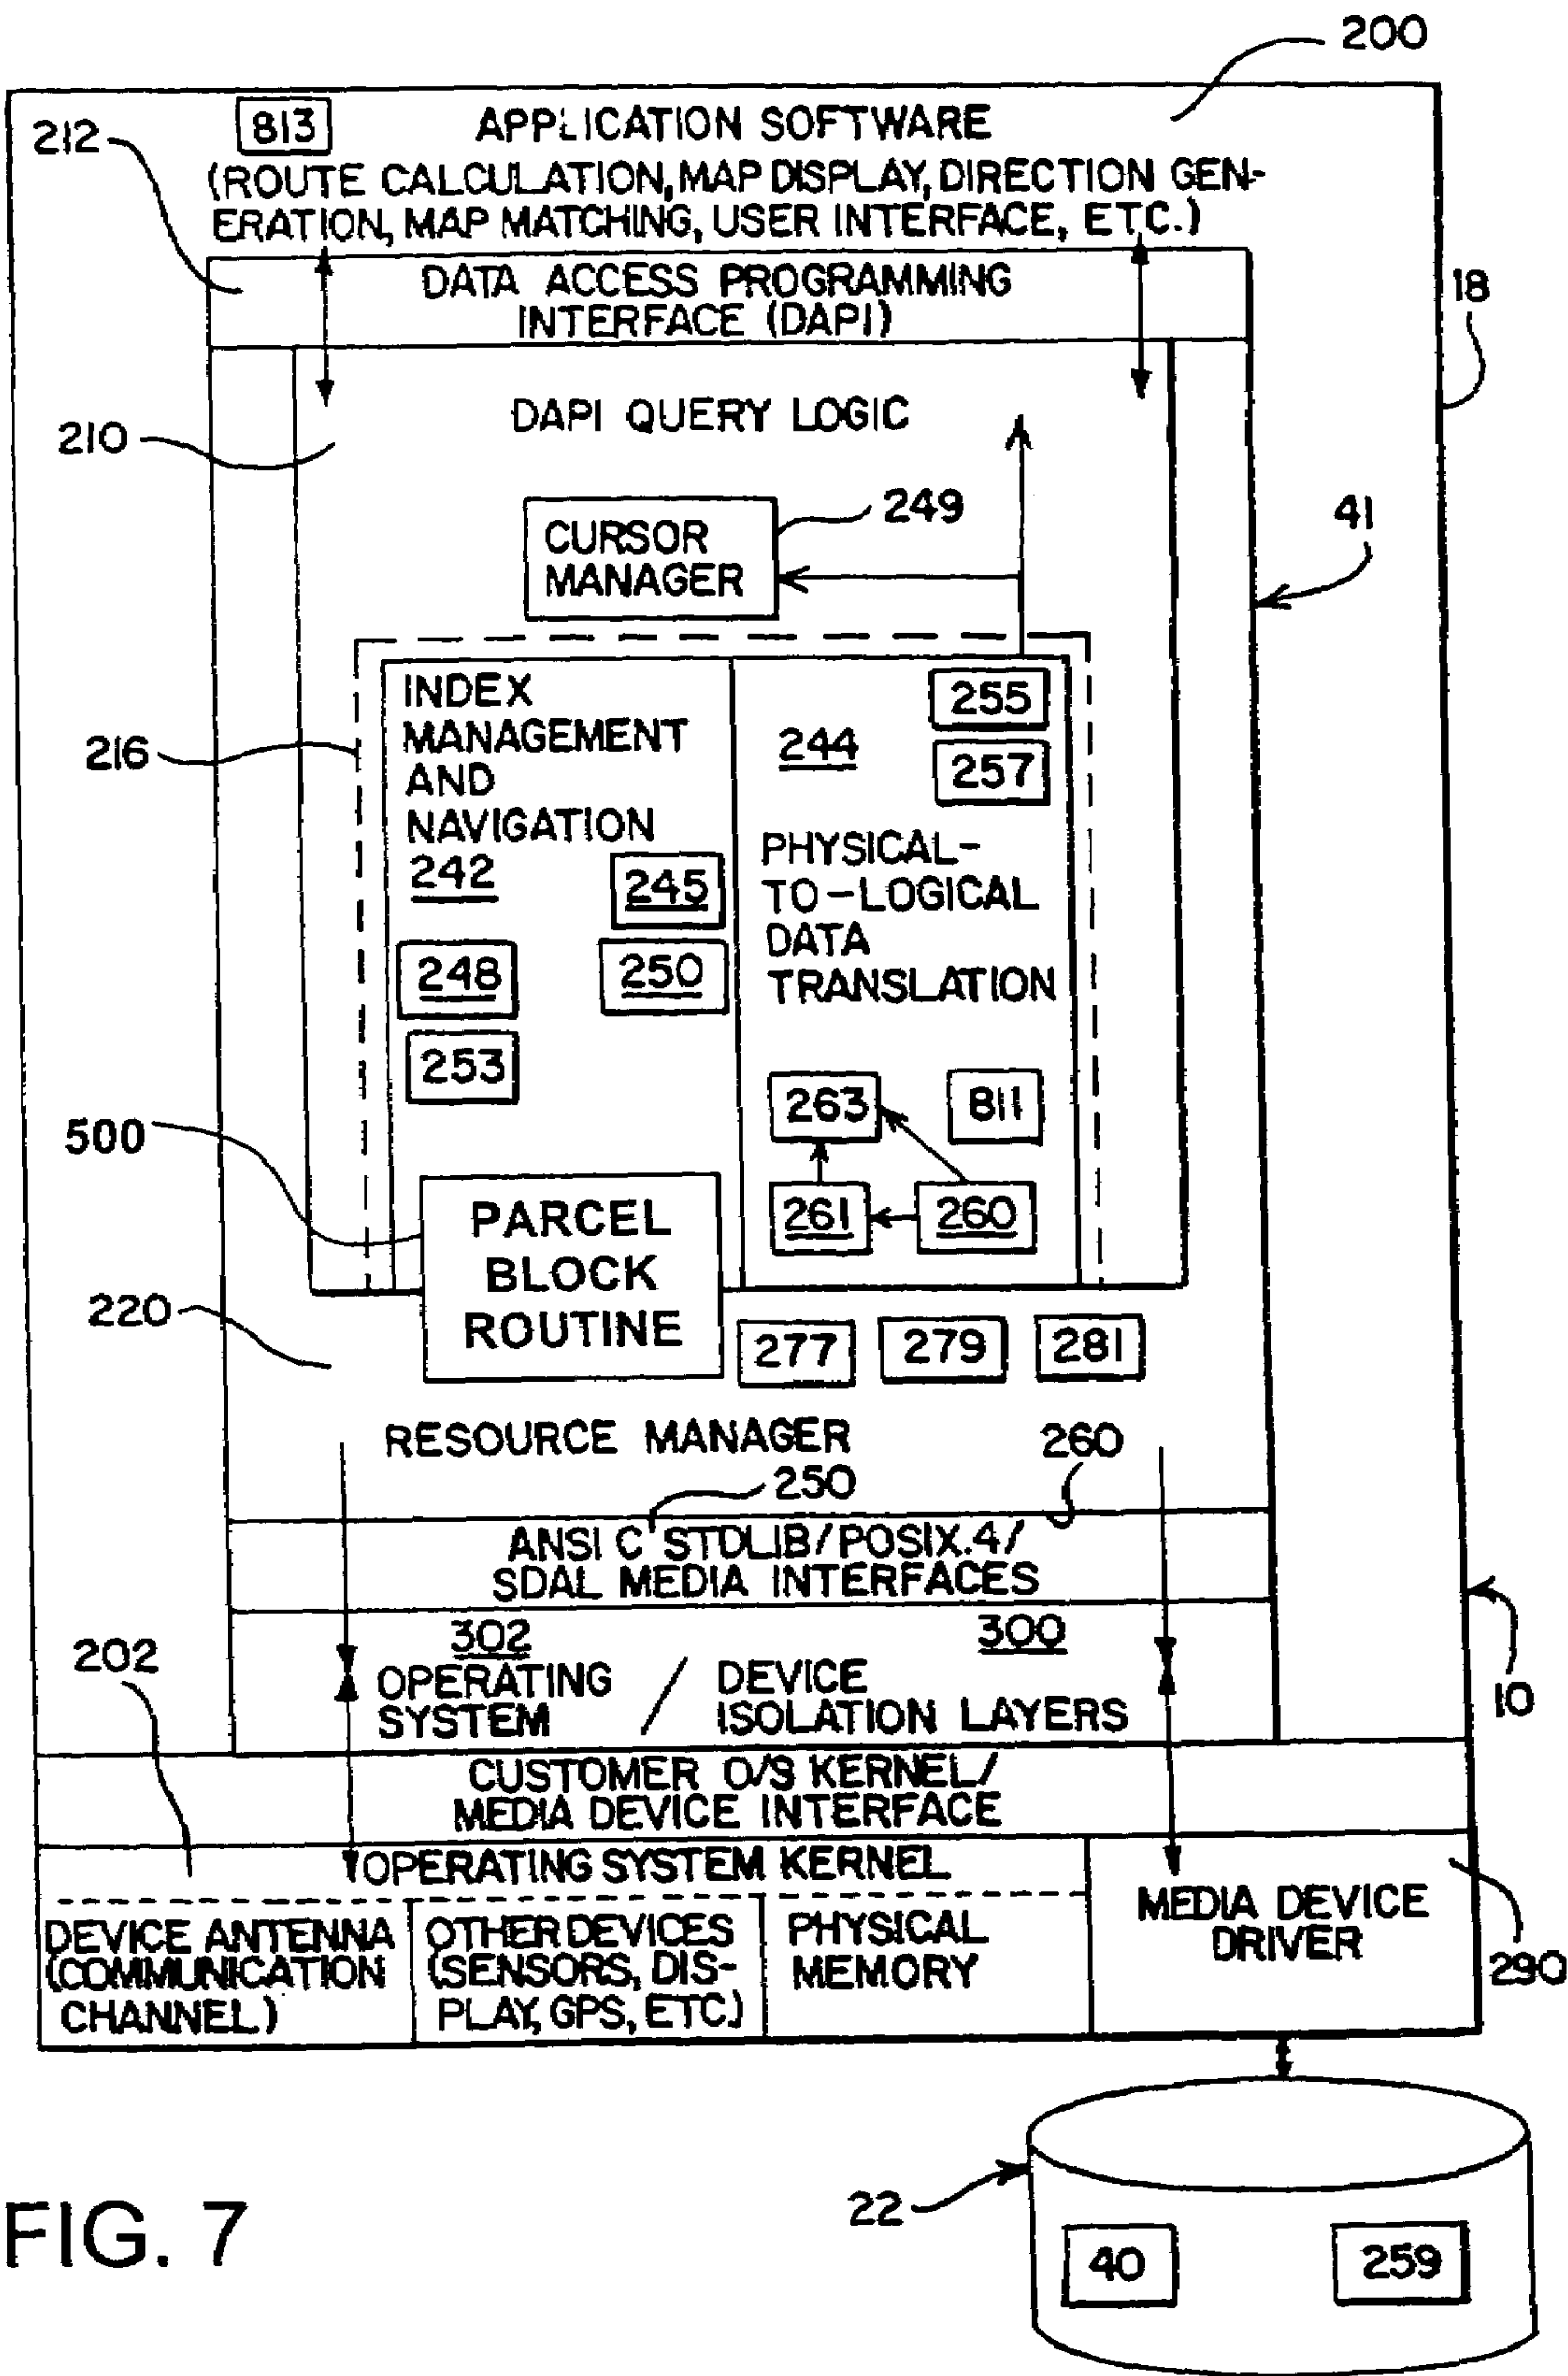 200
813
APPLICATION SOFTWARE
212
(ROUTE CALCULATION, MAP DISPLAY, DIRECTION GEN-
ERATION, MAP MATCHING, USER INTERFACE, ETC.)
DATA ACCESS PROGRAMMING
INTERFACE (DAPI)
18
DAPI QUERY LOGIC
210
249
41
CURSOR
MANAGER
216
INDEX
MANAGEMENT
AND
NAVIGATION
242
245
248
250
253
255
244
257
PHYSICAL-
TO-LOGICAL
DATA
TRANSLATION
263
811
261
260
500
PARCEL
BLOCK
ROUTINE
220
277
279
281
RESOURCE MANAGER
250
260
ANSI C STDLIB/POSIX.4/
SDAL MEDIA INTERFACES
302
300
OPERATING
SYSTEM
/
DEVICE
ISOLATION LAYERS
10
202
CUSTOMER O/S KERNEL/
MEDIA DEVICE INTERFACE
OPERATING SYSTEM KERNEL
DEVICE ANTENNA
(COMMUNICATION
CHANNEL)
OTHER DEVICES
(SENSORS, DIS-
PLAY, GPS, ETC.)
PHYSICAL
MEMORY
MEDIA DEVICE
DRIVER
290
22
40
259
FIG. 7